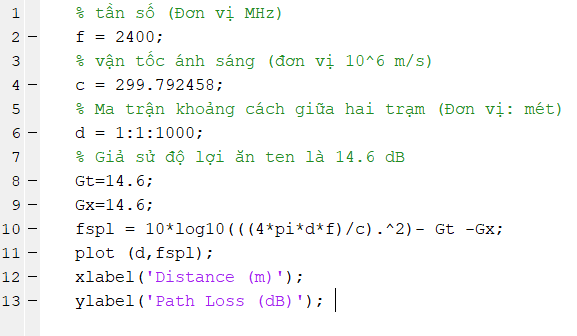 1 % tần số (Đơn vị MHz)
2 – f = 2400;
3 % vận tốc ánh sáng (đơn vị 10^6 m/s)
4 – c = 299.792458;
5 % Ma trận khoảng cách giữa hai trạm (Đơn vị: mét)
6 – d = 1:1:1000;
7 % Giả sử độ lợi ăn ten là 14.6 dB
8 – Gt=14.6;
9 – Gx=14.6;
10 – fspl = 10*log10(((4*pi*d*f)/c).^2)- Gt -Gx;
11 – plot (d,fspl);
12 – xlabel('Distance (m)');
13 – ylabel('Path Loss (dB)');